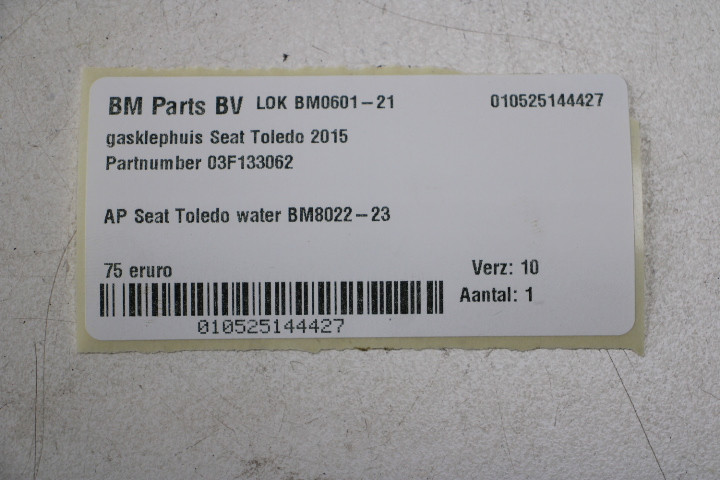 BM Parts BV LOK BM0601-21 010525144427
gasklephuis Seat Toledo 2015
Partnumber 03F133062
AP Seat Toledo water BM8022-23
75 eruro Verz: 10
Aantal: 1
010525144427